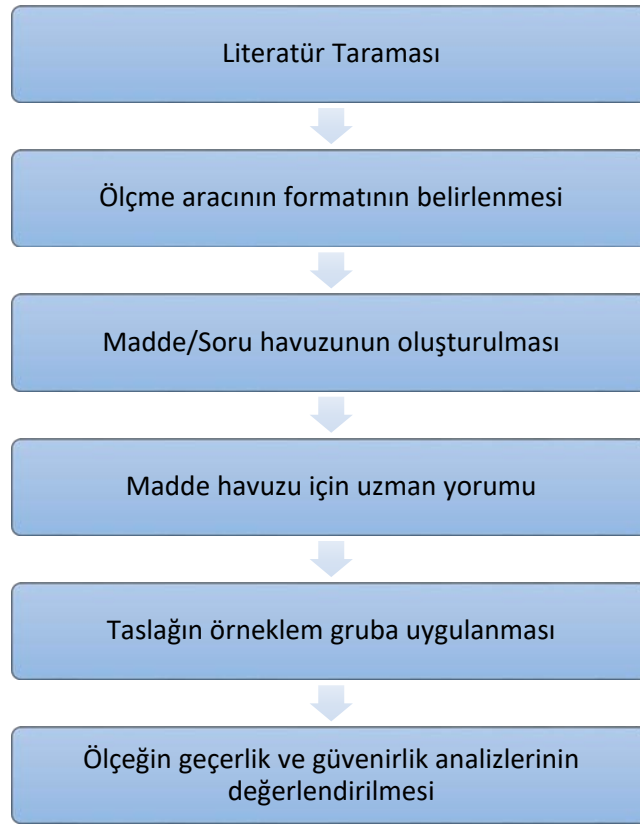 Literatür Taraması
Ölçme aracının formatının belirlenmesi
Madde/Soru havuzunun oluşturulması
Madde havuzu için uzman yorumu
Taslağın örneklem gruba uygulanması
Ölçeğin geçerlik ve güvenirlik analizlerinin
değerlendirilmesi